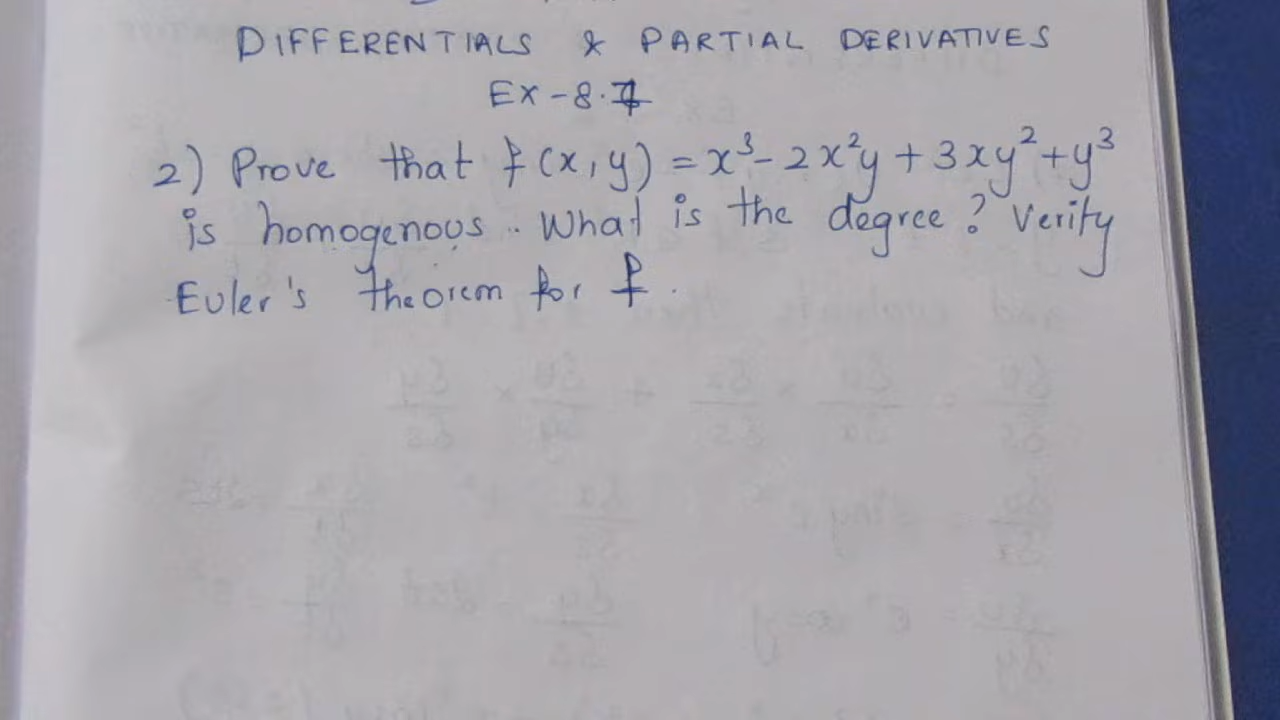 DIFFERENTIALS & PARTIAL DERIVATIVES
EX - 8.7
2) Prove that f(x,y) = x³ - 2x²y + 3xy² + y³
is homogenous. What is the degree? Verify
Euler's theorem for f.